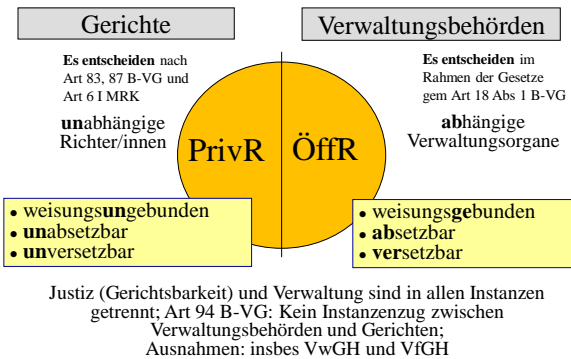 Gerichte
Verwaltungsbehörden
Es entscheiden nach
Art 83, 87 B-VG und
Art 6 I MRK
Es entscheiden im
Rahmen der Gesetze
gem Art 18 Abs 1 B-VG
unabhängige
Richter/innen
abhängige
Verwaltungsorgane
PrivR
ÖffR
• weisungsungebunden
• unabsetzbar
• unversetzbar
• weisungsgebunden
• absetzbar
• versetzbar
Justiz (Gerichtsbarkeit) und Verwaltung sind in allen Instanzen
getrennt; Art 94 B-VG: Kein Instanzenzug zwischen
Verwaltungsbehörden und Gerichten;
Ausnahmen: insbes VwGH und VfGH